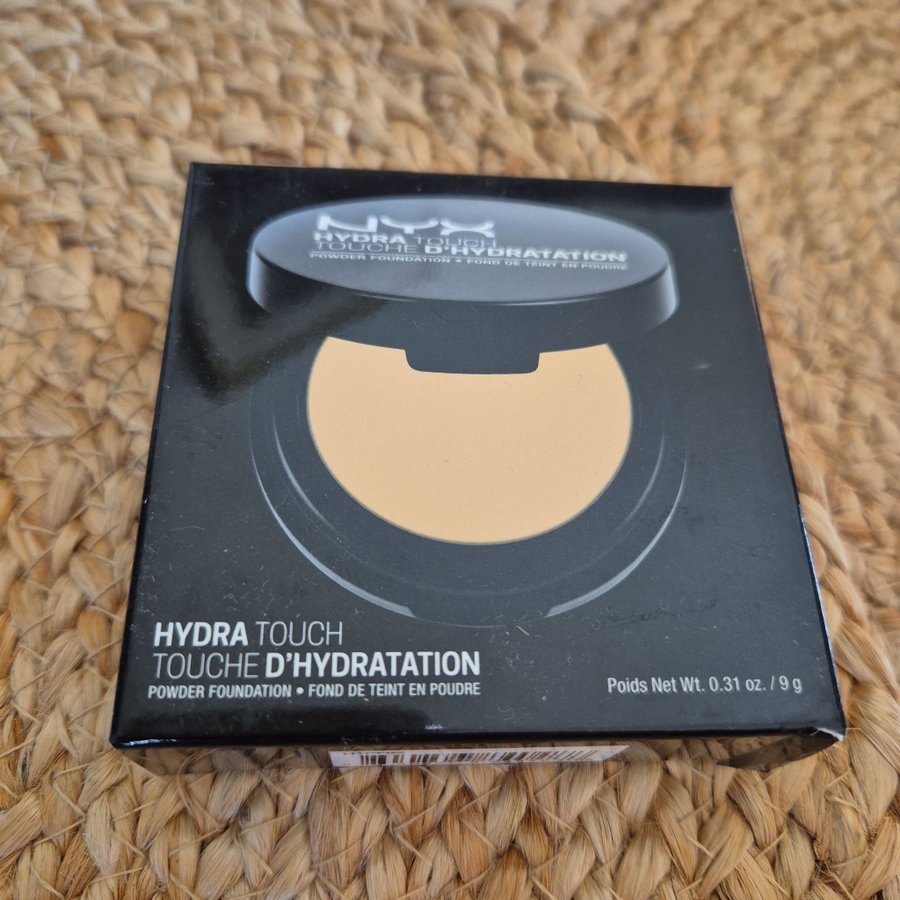 NYX
HYDRA TOUCH
TOUCHE D'HYDRATATION
POWDER FOUNDATION • FOND DE TEINT EN POUDRE
HYDRA TOUCH
TOUCHE D'HYDRATATION
POWDER FOUNDATION • FOND DE TEINT EN POUDRE
Poids Net Wt. 0.31 oz. / 9 g